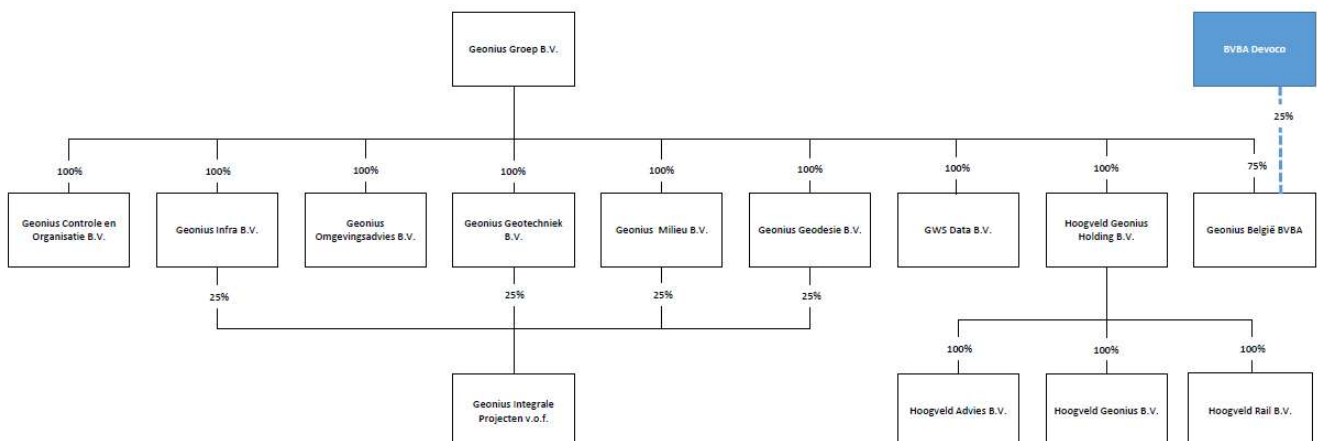 Geonius Groep B.V.
BVBA Devoco
25%
100%
100%
100%
100%
100%
100%
100%
100%
75%
Geonius Controle en
Organisatie B.V.
Geonius Infra B.V.
Geonius
Omgevingsadvies B.V.
Geonius Geotechniek
B.V.
Geonius Milieu B.V.
Geonius Geodesie B.V.
GWS Data B.V.
Hoogveld Geonius
Holding B.V.
Geonius België BVBA
25%
25%
25%
25%
100%
100%
100%
Geonius Integrale
Projecten v.o.f.
Hoogveld Advies B.V.
Hoogveld Geonius B.V.
Hoogveld Rail B.V.